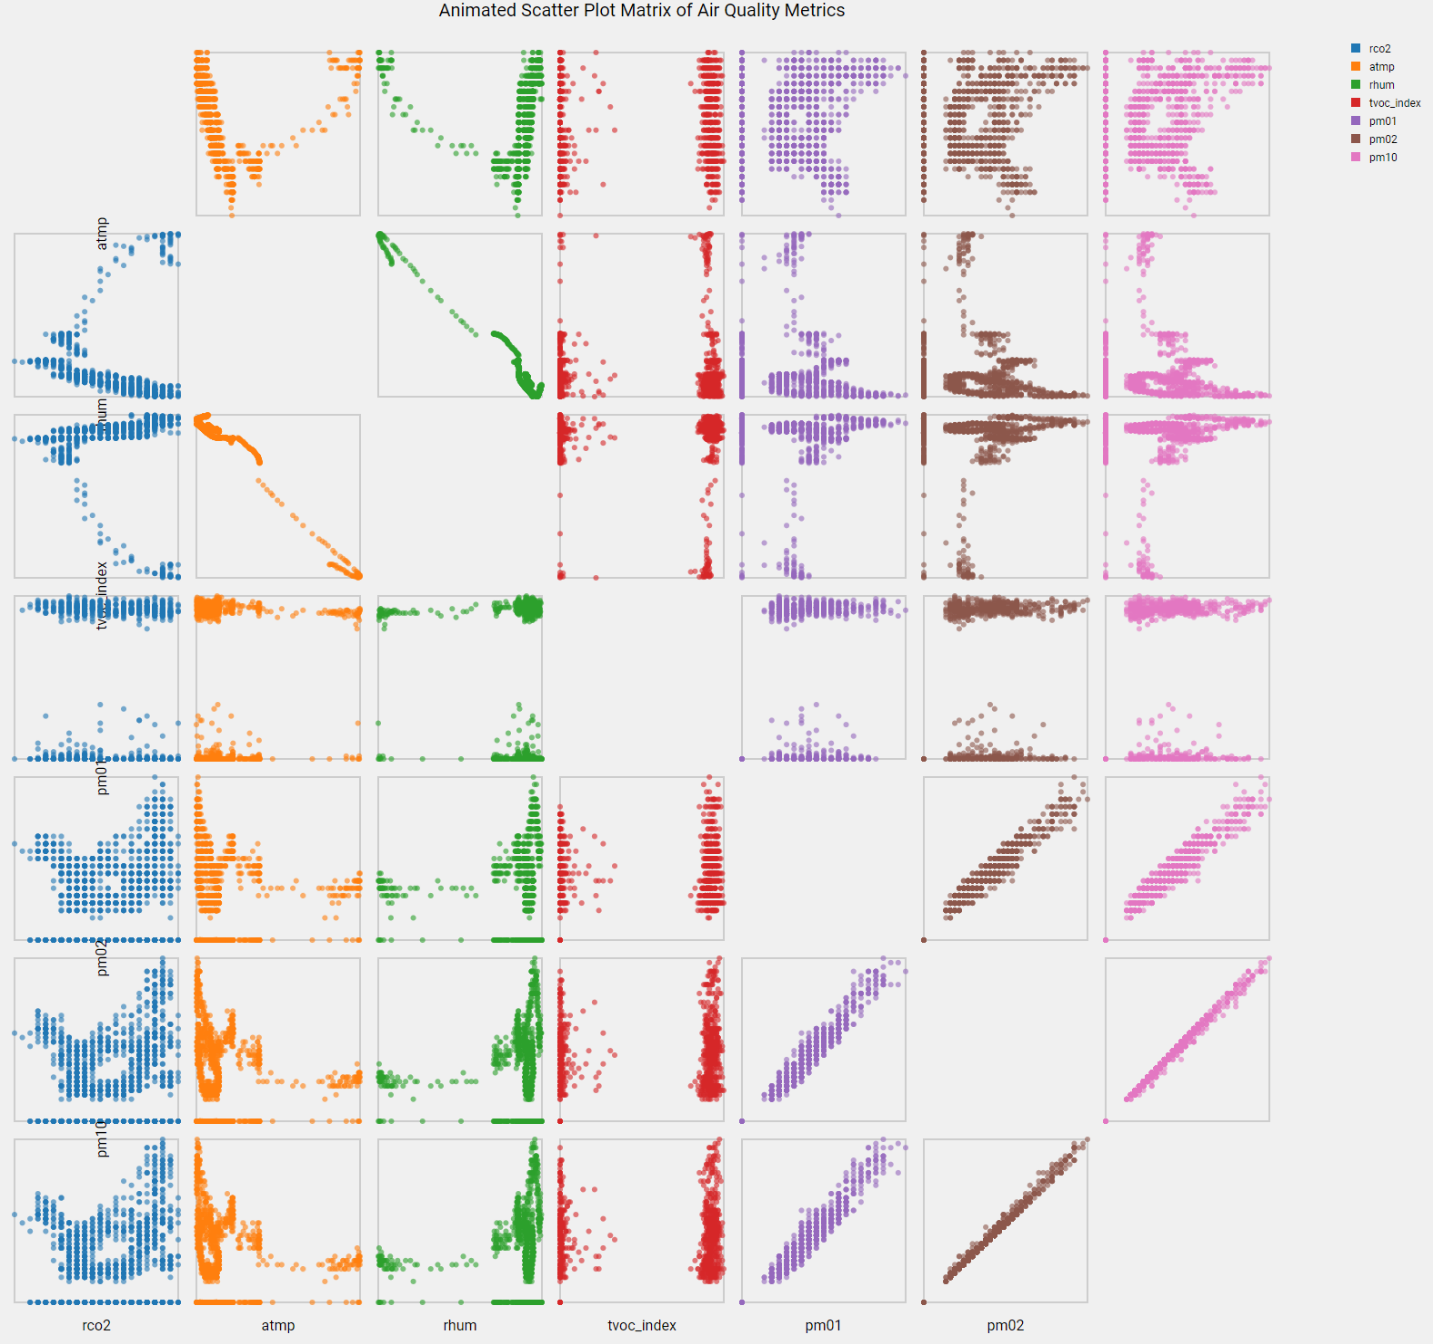 Animated Scatter Plot Matrix of Air Quality Metrics
rco2
atmp
rhum
tvoc_index
pm01
pm02
pm10
atmp
rhum
tvoc_index
pm01
pm02
pm10
rco2
atmp
rhum
tvoc_index
pm01
pm02